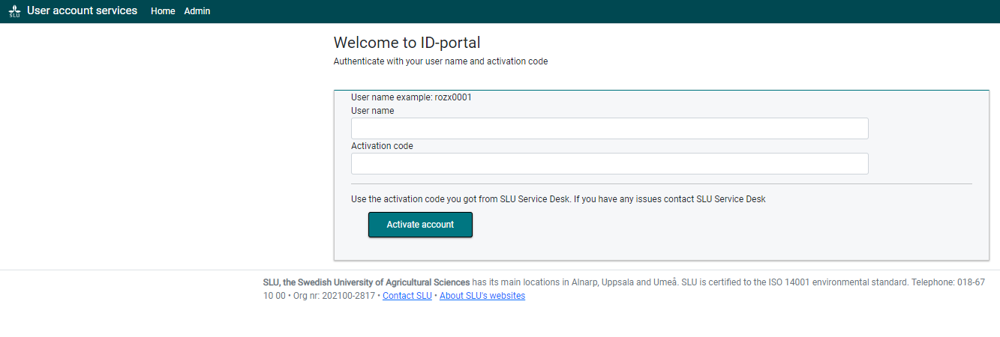 SLU User account services Home Admin
Welcome to ID-portal
Authenticate with your user name and activation code
User name example: rozx0001
User name
Activation code
Use the activation code you got from SLU Service Desk. If you have any issues contact SLU Service Desk
Activate account
SLU, the Swedish University of Agricultural Sciences has its main locations in Alnarp, Uppsala and Umeå. SLU is certified to the ISO 14001 environmental standard. Telephone: 018-67
10 00 • Org nr: 202100-2817 • Contact SLU • About SLU's websites